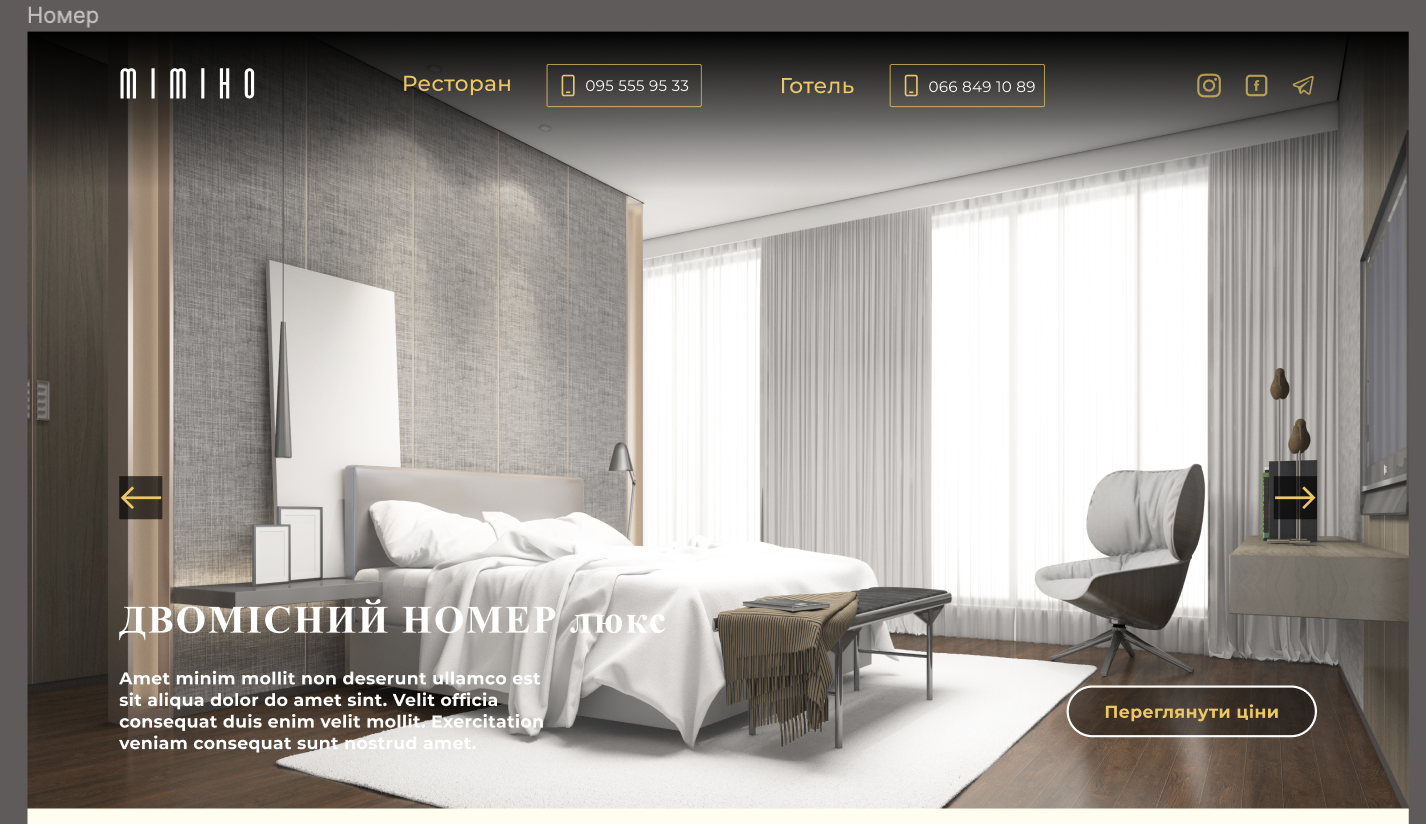 Номер
MIMIHO
Ресторан
095 555 95 33
Готель
066 849 10 89
ДВОМІСНИЙ НОМЕР люкс
Amet minim mollit non deserunt ullamco est
sit aliqua dolor do amet sint. Velit officia
consequat duis enim velit mollit. Exercitation
veniam consequat sunt nostrud amet.
Переглянути ціни